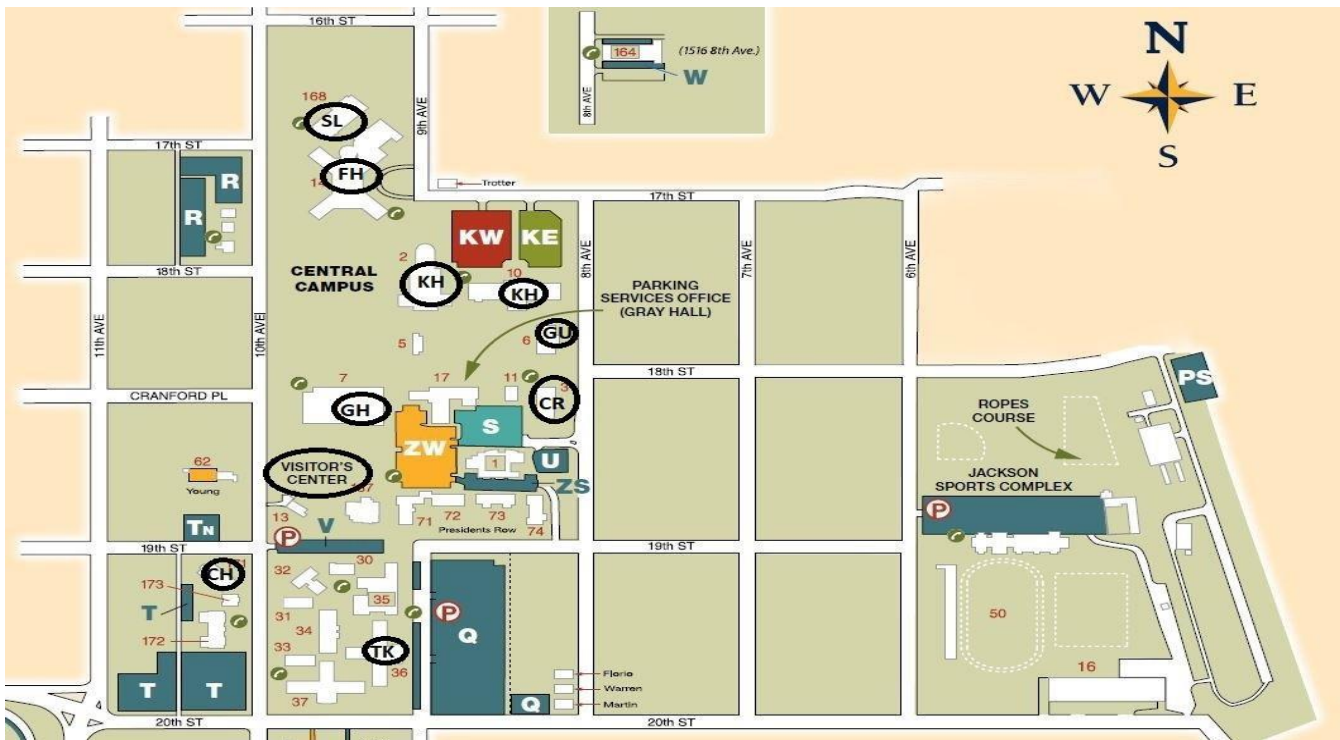 16th ST
164
(1516 8th Ave.)
W
8th AVE
N
W
E
S
168
SL
9th AVE
17th ST
FH
14
Trotter
17th ST
R
R
KW
KE
2
18th ST
CENTRAL
CAMPUS
KH
10
KH
8th AVE
7th AVE
6th AVE
PARKING
SERVICES OFFICE
(GRAY HALL)
11th AVE
10th AVE
5
6
GU
18th ST
PS
7
17
11
3
CRANFORD PL
GH
CR
ROPES
COURSE
S
ZW
62
Young
VISITOR'S
CENTER
1
U
ZS
JACKSON
SPORTS COMPLEX
TN
13
P
V
71
72
73
74
Presidents Row
P
19th ST
19th ST
CH
173
T
172
32
30
35
31
34
33
TK
36
37
P
Q
50
16
T
T
Florie
Warren
Martin
Q
20th ST
20th ST